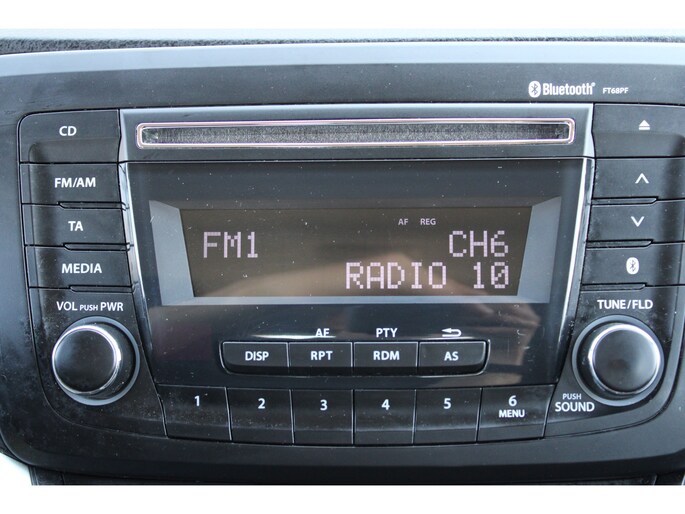 Bluetooth® FT68PF
CD
FM/AM
TA
MEDIA
VOL PUSH PWR
AF REG
FM1 CH6
RADIO 10
TUNE/FLD
AF PTY
DISP RPT RDM AS
1 2 3 4 5 6
MENU
PUSH
SOUND